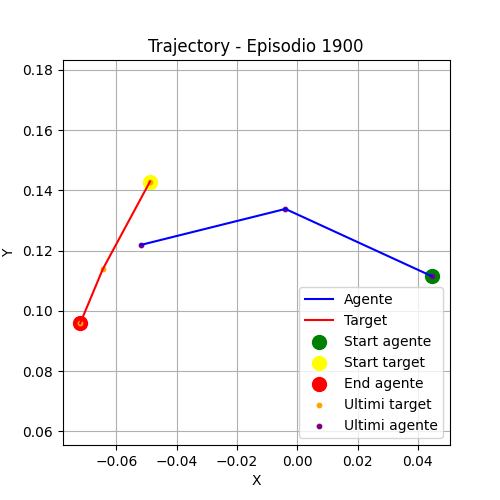 Trajectory - Episodio 1900
0.18
0.16
0.14
0.12
0.10
0.08
0.06
Y
−0.06
−0.04
−0.02
0.00
0.02
0.04
X
Agente
Target
Start agente
Start target
End agente
Ultimi target
Ultimi agente